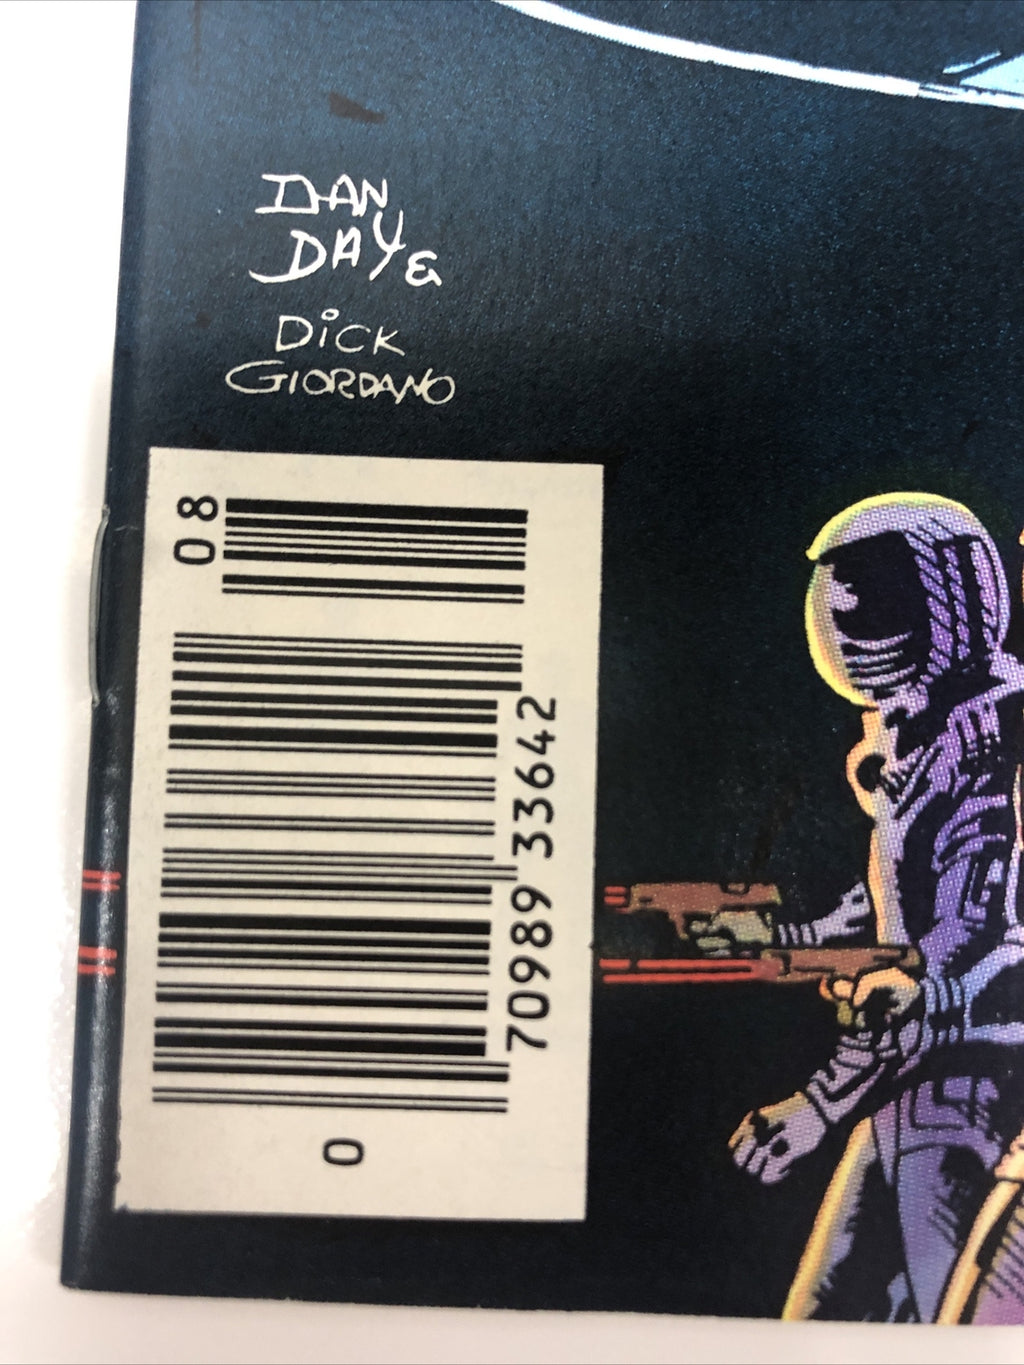 DAN
DAY &
DiCK
GIORDANO
08
0 70989 33642